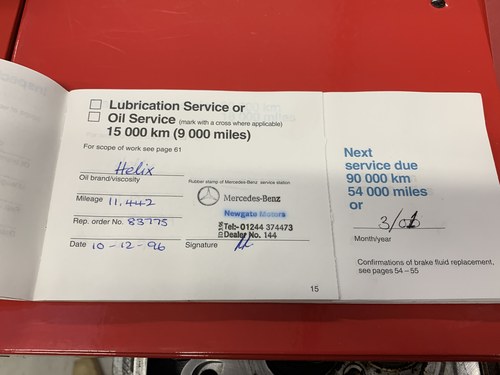 Lubrication Service or
Oil Service (mark with a cross where applicable)
15 000 km (9 000 miles)
For scope of work see page 61
Helix
Oil brand/viscosity
Mileage 11.442
Rep. order No. 83775
Date 10-12-96
Rubber stamp of Mercedes-Benz service station
Mercedes-Benz
Newgate Motors
Tel:- 01244 374473
Dealer No. 144
Signature
15
Next
service due
90 000 km
54 000 miles
or
3/01
Month/year
Confirmations of brake fluid replacement,
see pages 54 – 55